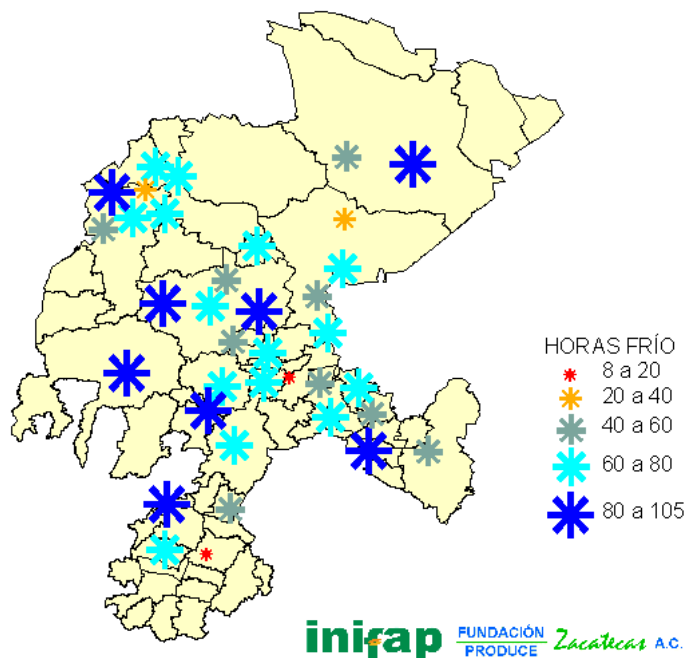 HORAS FRÍO
8 a 20
20 a 40
40 a 60
60 a 80
80 a 105
inifap
FUNDACIÓN
PRODUCE
Zacatecas A.C.